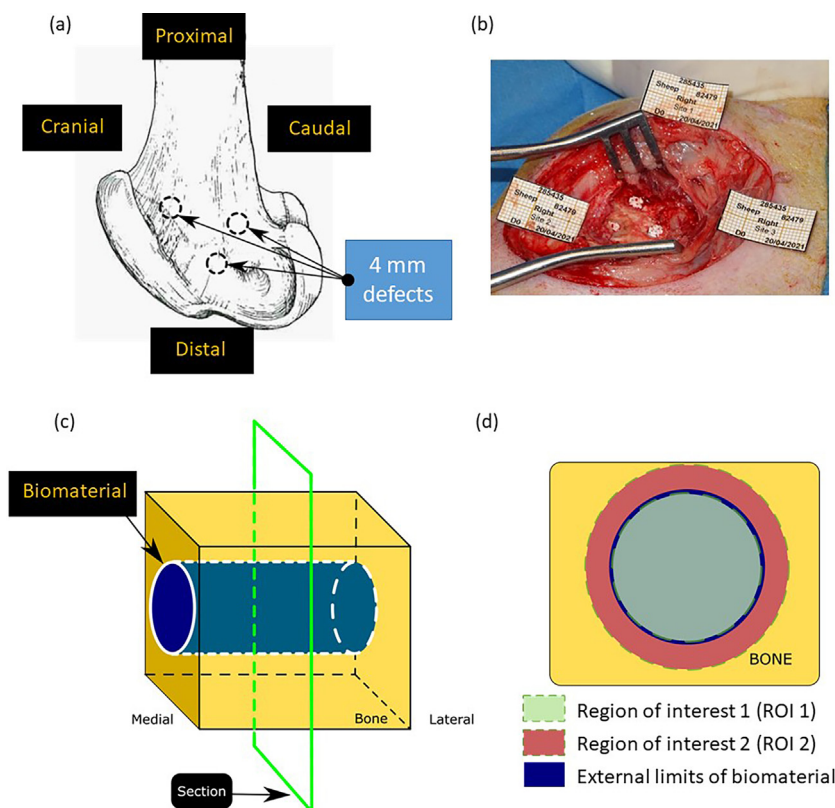 (a)
Proximal
Cranial
Caudal
4 mm
defects
Distal
(b)
285435
Sheep 82479
Right
Site 1
D0 20/04/2021
285435
Sheep 82479
Right
Site 2
D0 20/04/2021
285435
Sheep 82479
Right
Site 3
D0 20/04/2021
(c)
Biomaterial
Medial
Bone
Lateral
Section
(d)
BONE
Region of interest 1 (ROI 1)
Region of interest 2 (ROI 2)
External limits of biomaterial